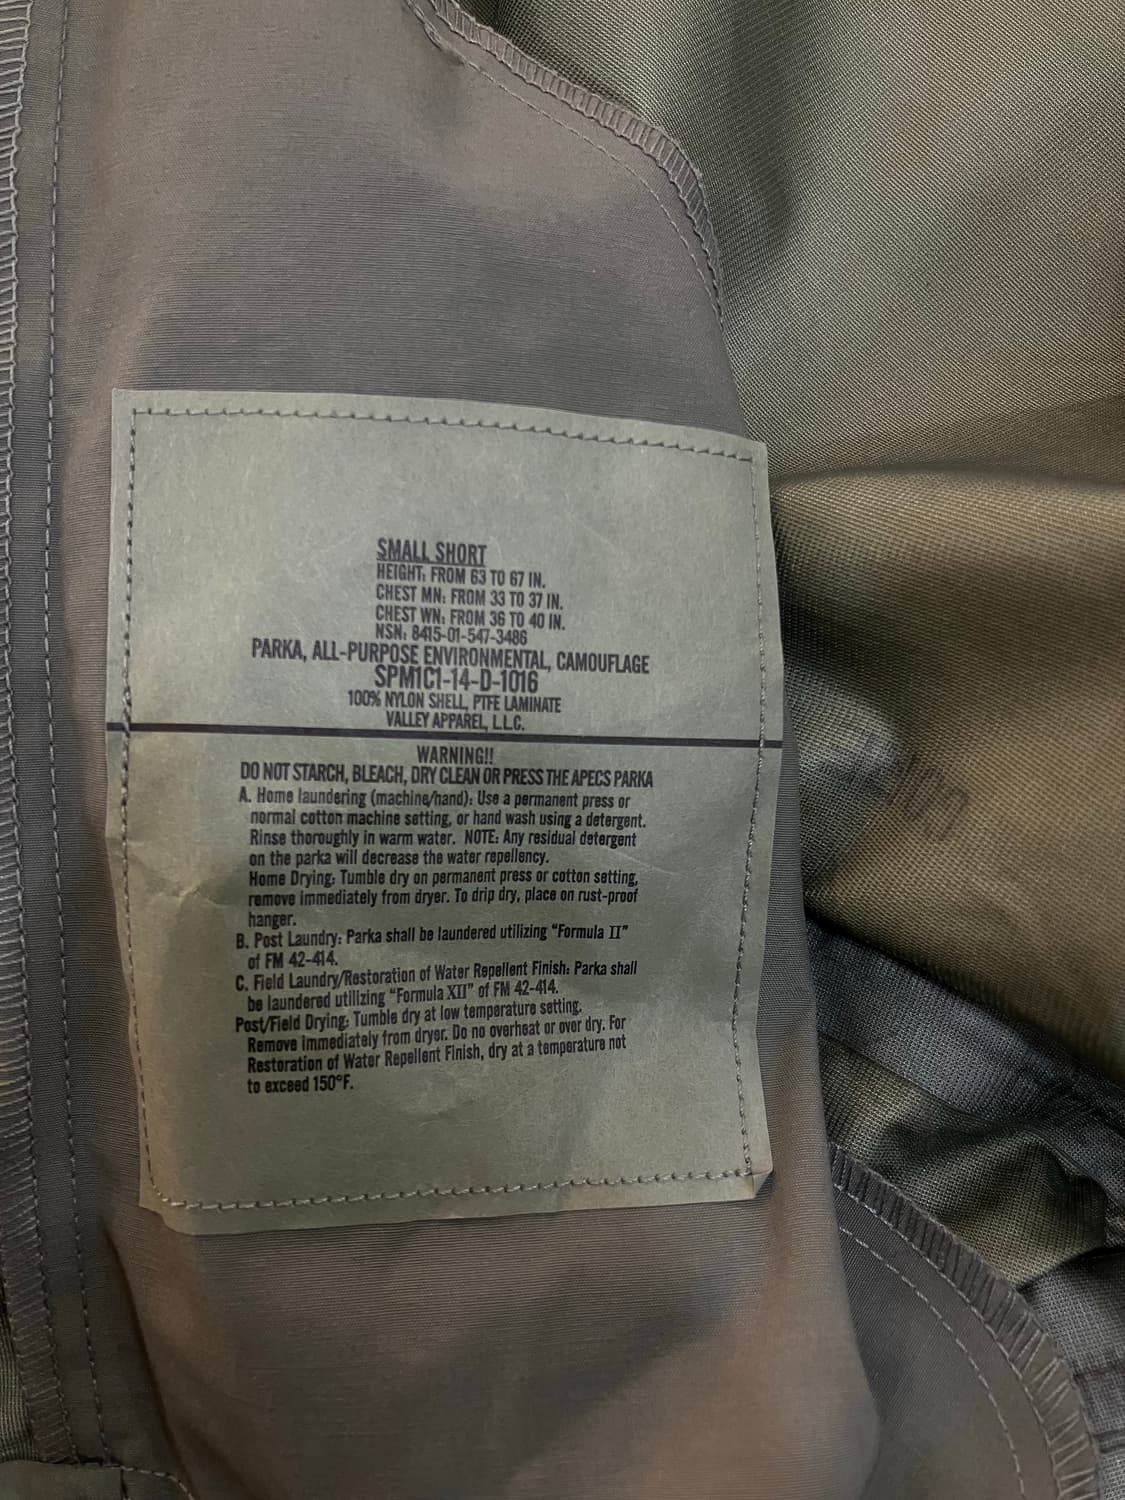 SMALL SHORT
HEIGHT: FROM 63 TO 67 IN.
CHEST MN: FROM 33 TO 37 IN.
CHEST WN: FROM 36 TO 40 IN.
NSN: 8415-01-547-3486
PARKA, ALL-PURPOSE ENVIRONMENTAL, CAMOUFLAGE
SPM1C1-14-D-1016
100% NYLON SHELL, PTFE LAMINATE
VALLEY APPAREL, L.L.C.
WARNING!!
DO NOT STARCH, BLEACH, DRY CLEAN OR PRESS THE APECS PARKA
A. Home laundering (machine/hand): Use a permanent press or
normal cotton machine setting, or hand wash using a detergent.
Rinse thoroughly in warm water. NOTE: Any residual detergent
on the parka will decrease the water repellency.
Home Drying: Tumble dry on permanent press or cotton setting,
remove immediately from dryer. To drip dry, place on rust-proof
hanger.
B. Post Laundry: Parka shall be laundered utilizing "Formula II"
of FM 42-414.
C. Field Laundry/Restoration of Water Repellent Finish: Parka shall
be laundered utilizing "Formula XII" of FM 42-414.
Post/Field Drying: Tumble dry at low temperature setting.
Remove immediately from dryer. Do no overheat or over dry. For
Restoration of Water Repellent Finish, dry at a temperature not
to exceed 150°F.